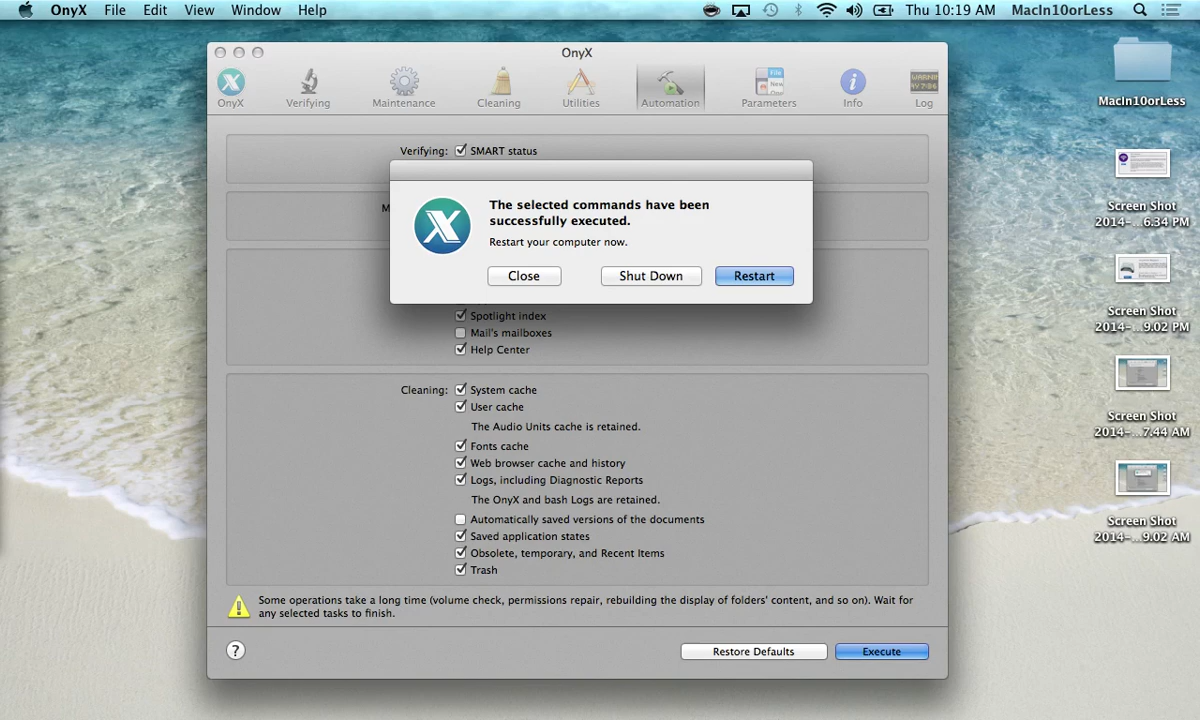 OnyX File Edit View Window Help Thu 10:19 AM MacIn10orLess
OnyX
OnyX Verifying Maintenance Cleaning Utilities Automation Parameters Info Log
Verifying: SMART status
The selected commands have been
successfully executed.
Restart your computer now.
Close Shut Down Restart
Spotlight index
Mail's mailboxes
Help Center
Cleaning: System cache
User cache
The Audio Units cache is retained.
Fonts cache
Web browser cache and history
Logs, including Diagnostic Reports
The OnyX and bash Logs are retained.
Automatically saved versions of the documents
Saved application states
Obsolete, temporary, and Recent Items
Trash
Some operations take a long time (volume check, permissions repair, rebuilding the display of folders' content, and so on). Wait for
any selected tasks to finish.
? Restore Defaults Execute
MacIn10orLess
Screen Shot
2014-...6.34 PM
Screen Shot
2014-...9.02 PM
Screen Shot
2014-...7.44 AM
Screen Shot
2014-...9.02 AM